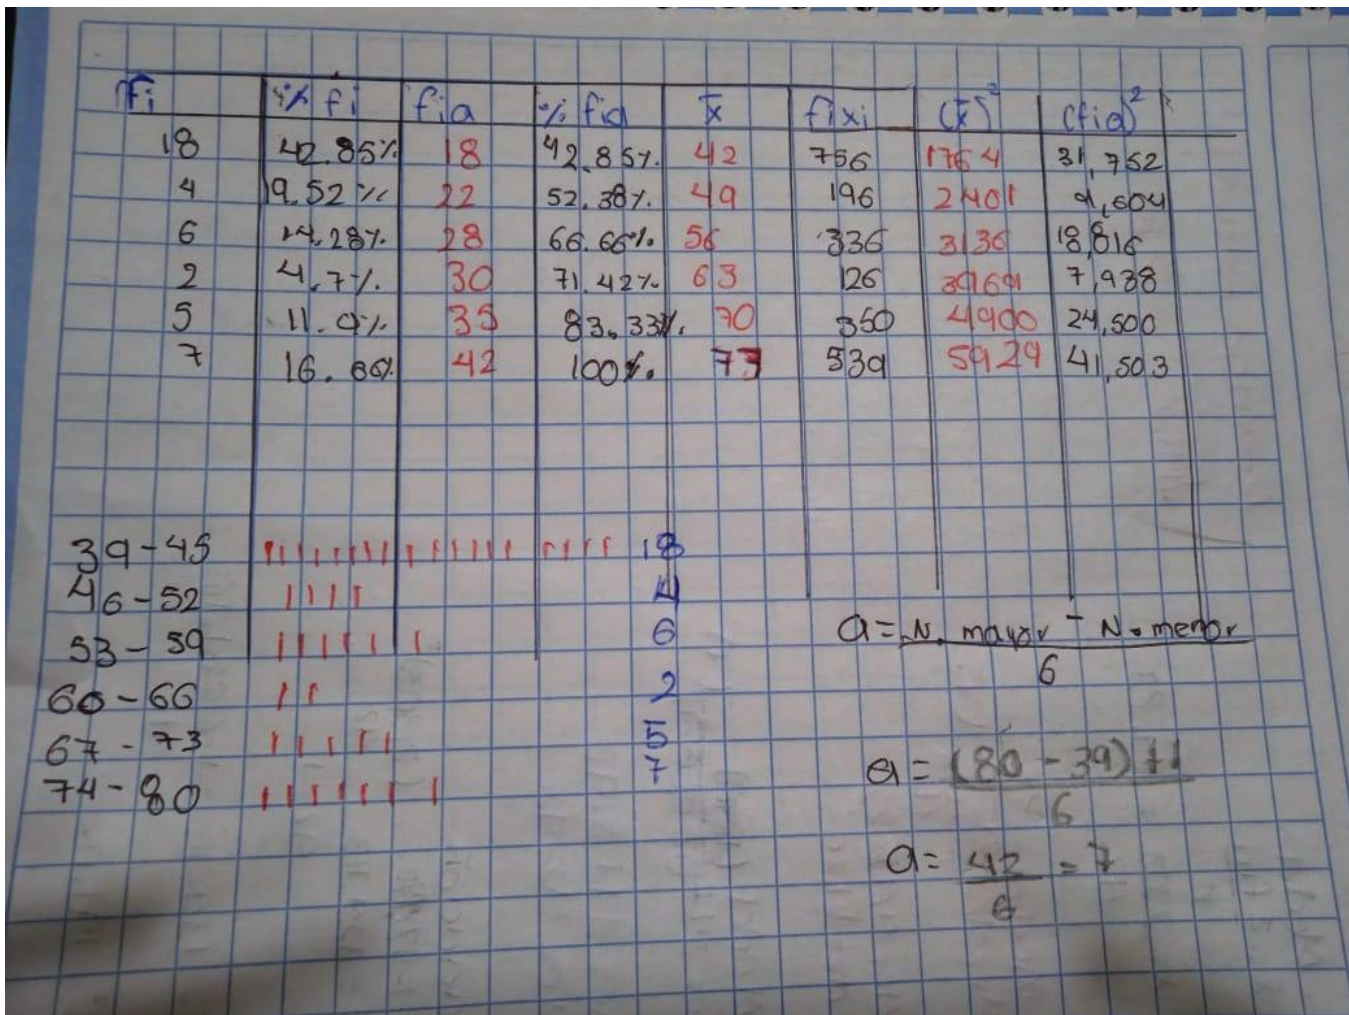 fi %fi fia %fia x̄ fixi (x̄)² (fia)²
18 42.85% 18 42.85% 42 756 1764 31,752
4 9.52% 22 52.38% 49 196 2401 9,604
6 14.28% 28 66.66% 56 336 3136 18,816
2 4.7% 30 71.42% 63 126 3969 7,938
5 11.9% 35 83.33%. 70 350 4900 24,500
7 16.66% 42 100%. 77 539 5929 41,503
39-45 18
46-52 4
53-59 6
60-66 2
67-73 5
74-80 7
a = N. mayor - N. menor
6
a = (80-39)+1
6
a = 42 = 7
6